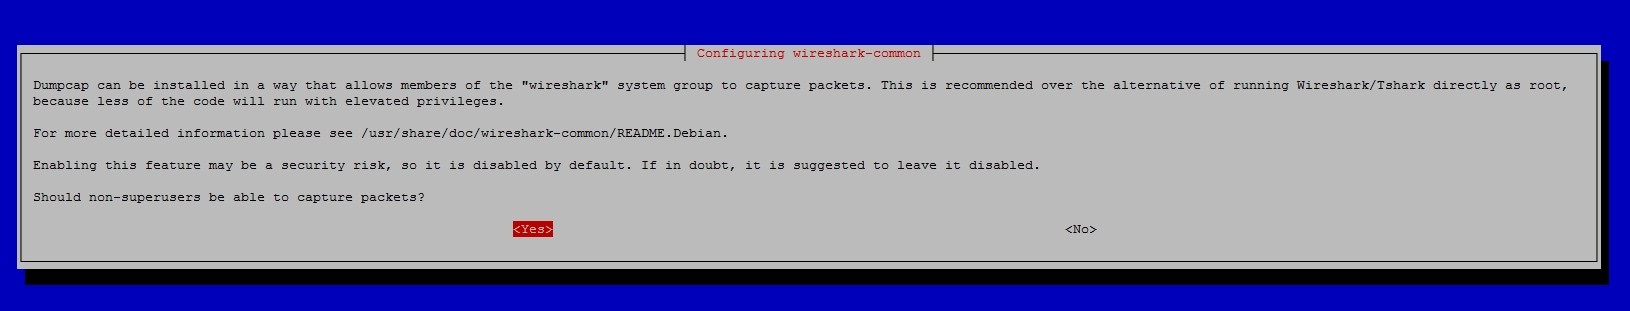 Configuring wireshark-common
Dumpcap can be installed in a way that allows members of the "wireshark" system group to capture packets. This is recommended over the alternative of running Wireshark/Tshark directly as root,
because less of the code will run with elevated privileges.
For more detailed information please see /usr/share/doc/wireshark-common/README.Debian.
Enabling this feature may be a security risk, so it is disabled by default. If in doubt, it is suggested to leave it disabled.
Should non-superusers be able to capture packets?
<Yes> <No>